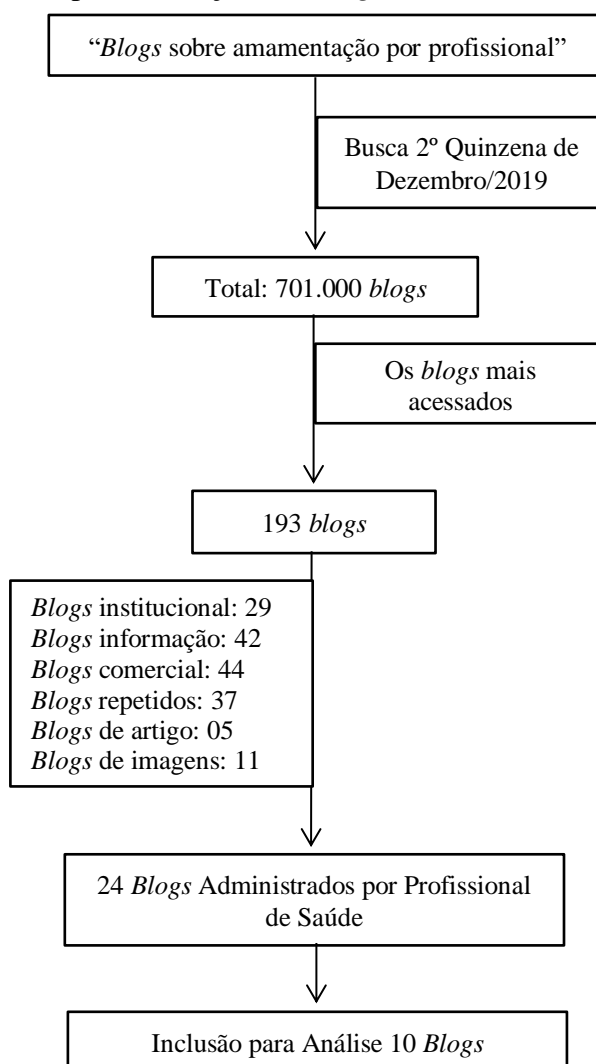 “Blogs sobre amamentação por profissional”
Busca 2º Quinzena de
Dezembro/2019
Total: 701.000 blogs
Os blogs mais
acessados
193 blogs
Blogs institucional: 29
Blogs informação: 42
Blogs comercial: 44
Blogs repetidos: 37
Blogs de artigo: 05
Blogs de imagens: 11
24 Blogs Administrados por Profissional
de Saúde
Inclusão para Análise 10 Blogs